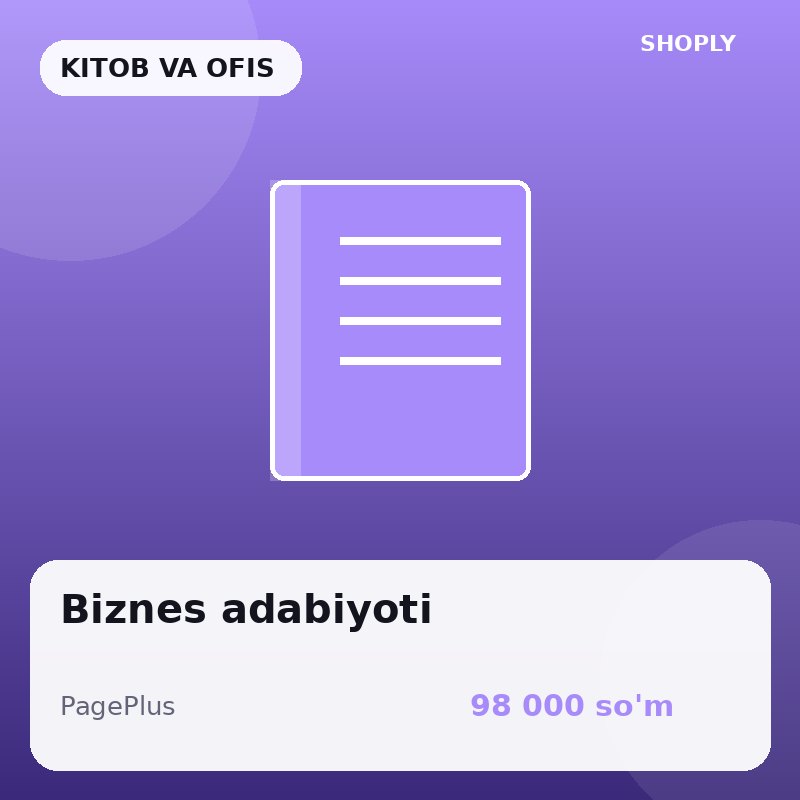 KITOB VA OFIS
SHOPLY
Biznes adabiyoti
PagePlus
98 000 so'm